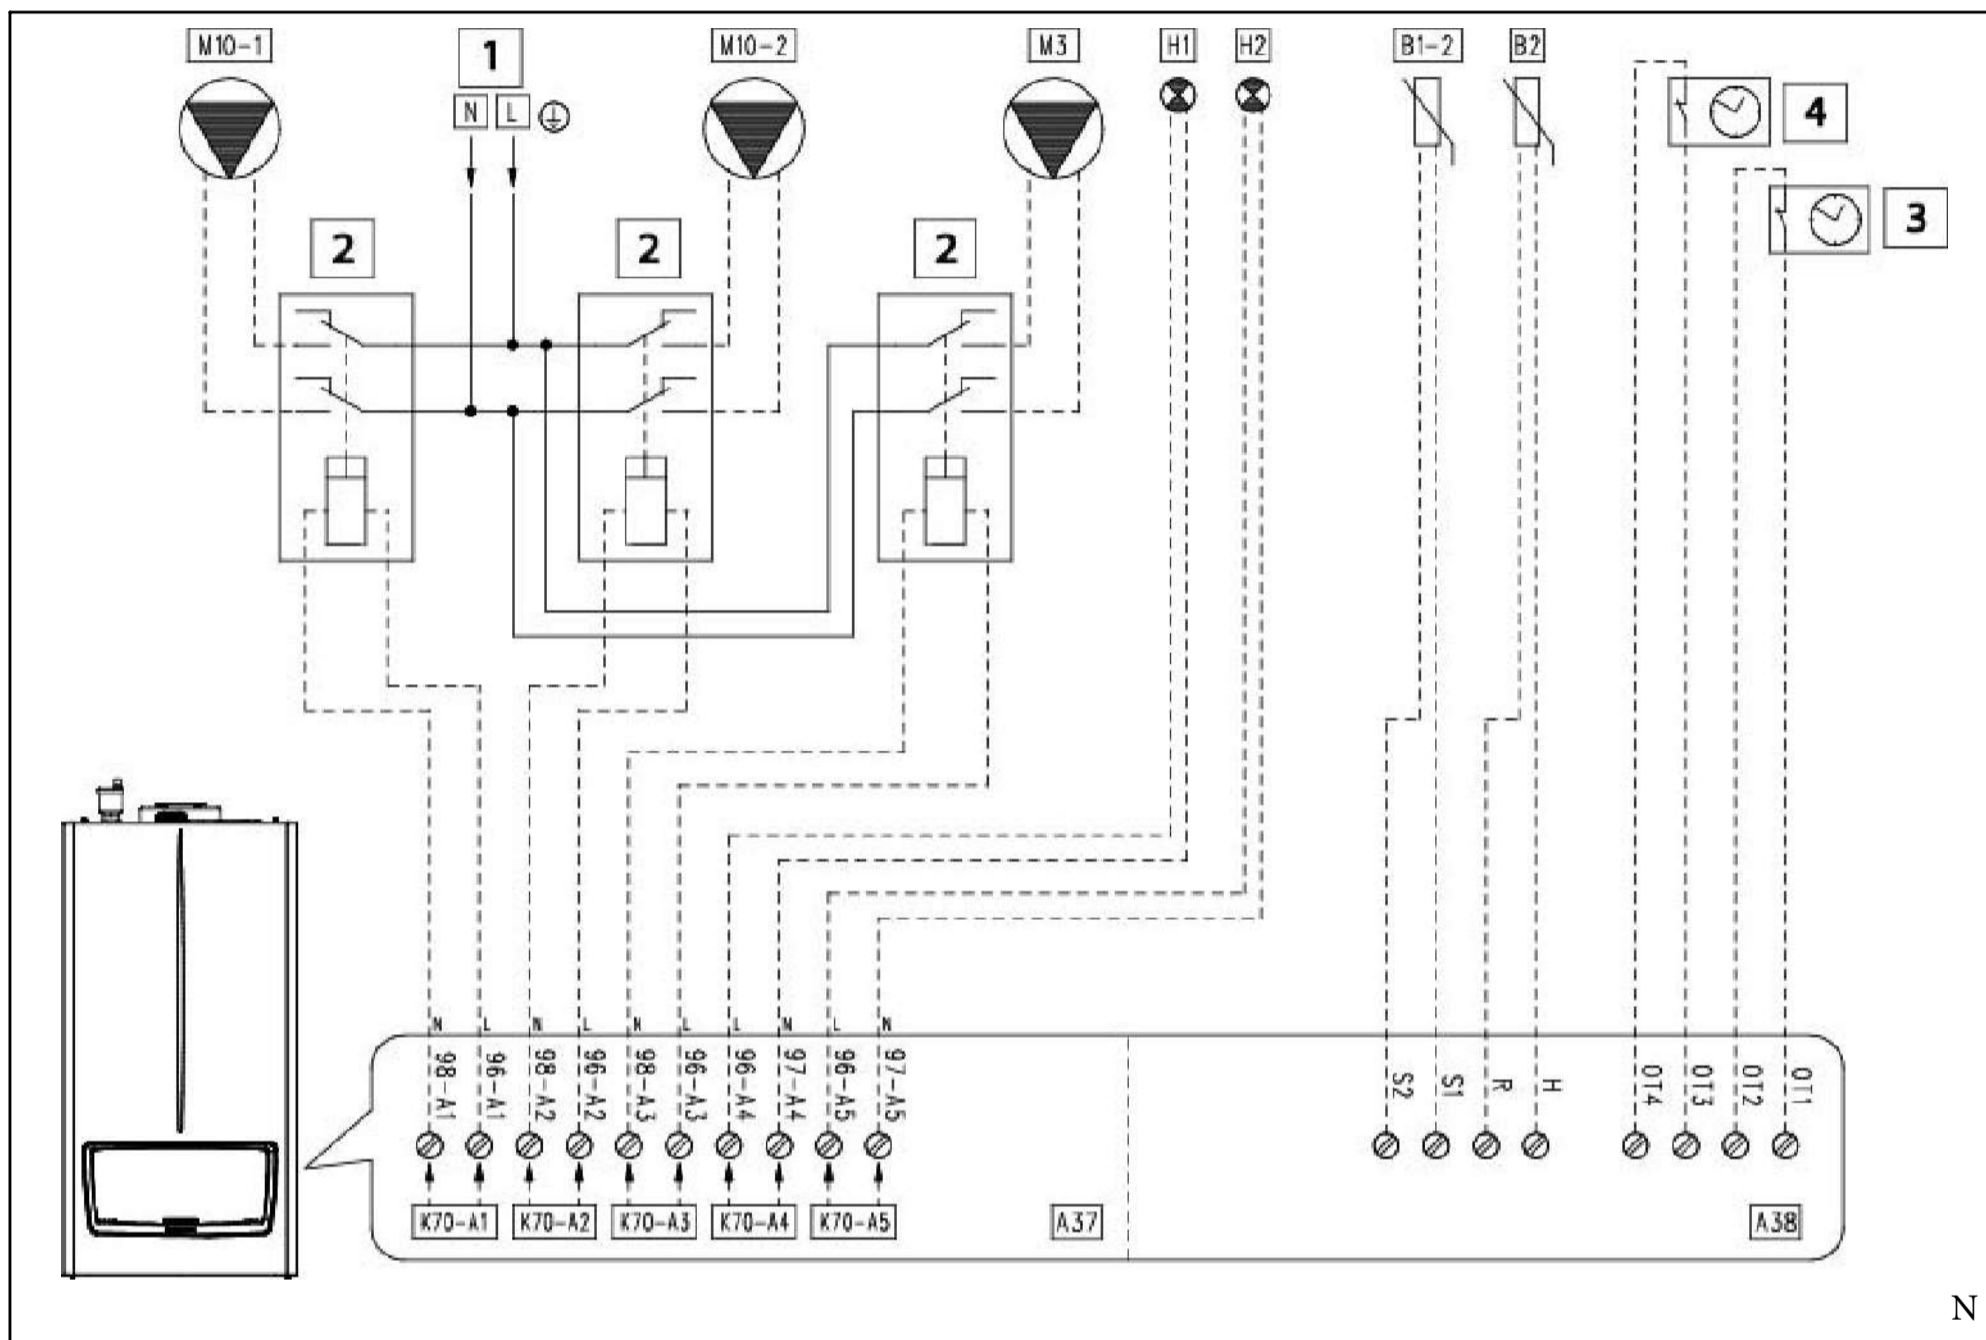 M10-1 1 M10-2 M3 H1 H2 B1-2 B2
N L
4
3
2 2 2
N L N L N L L N L N
98-A1 96-A1 98-A2 96-A2 98-A3 96-A3 96-A4 97-A4 96-A5 97-A5
S2 S1 R H OT4 OT3 OT2 OT1
K70-A1 K70-A2 K70-A3 K70-A4 K70-A5 A37 A38
N